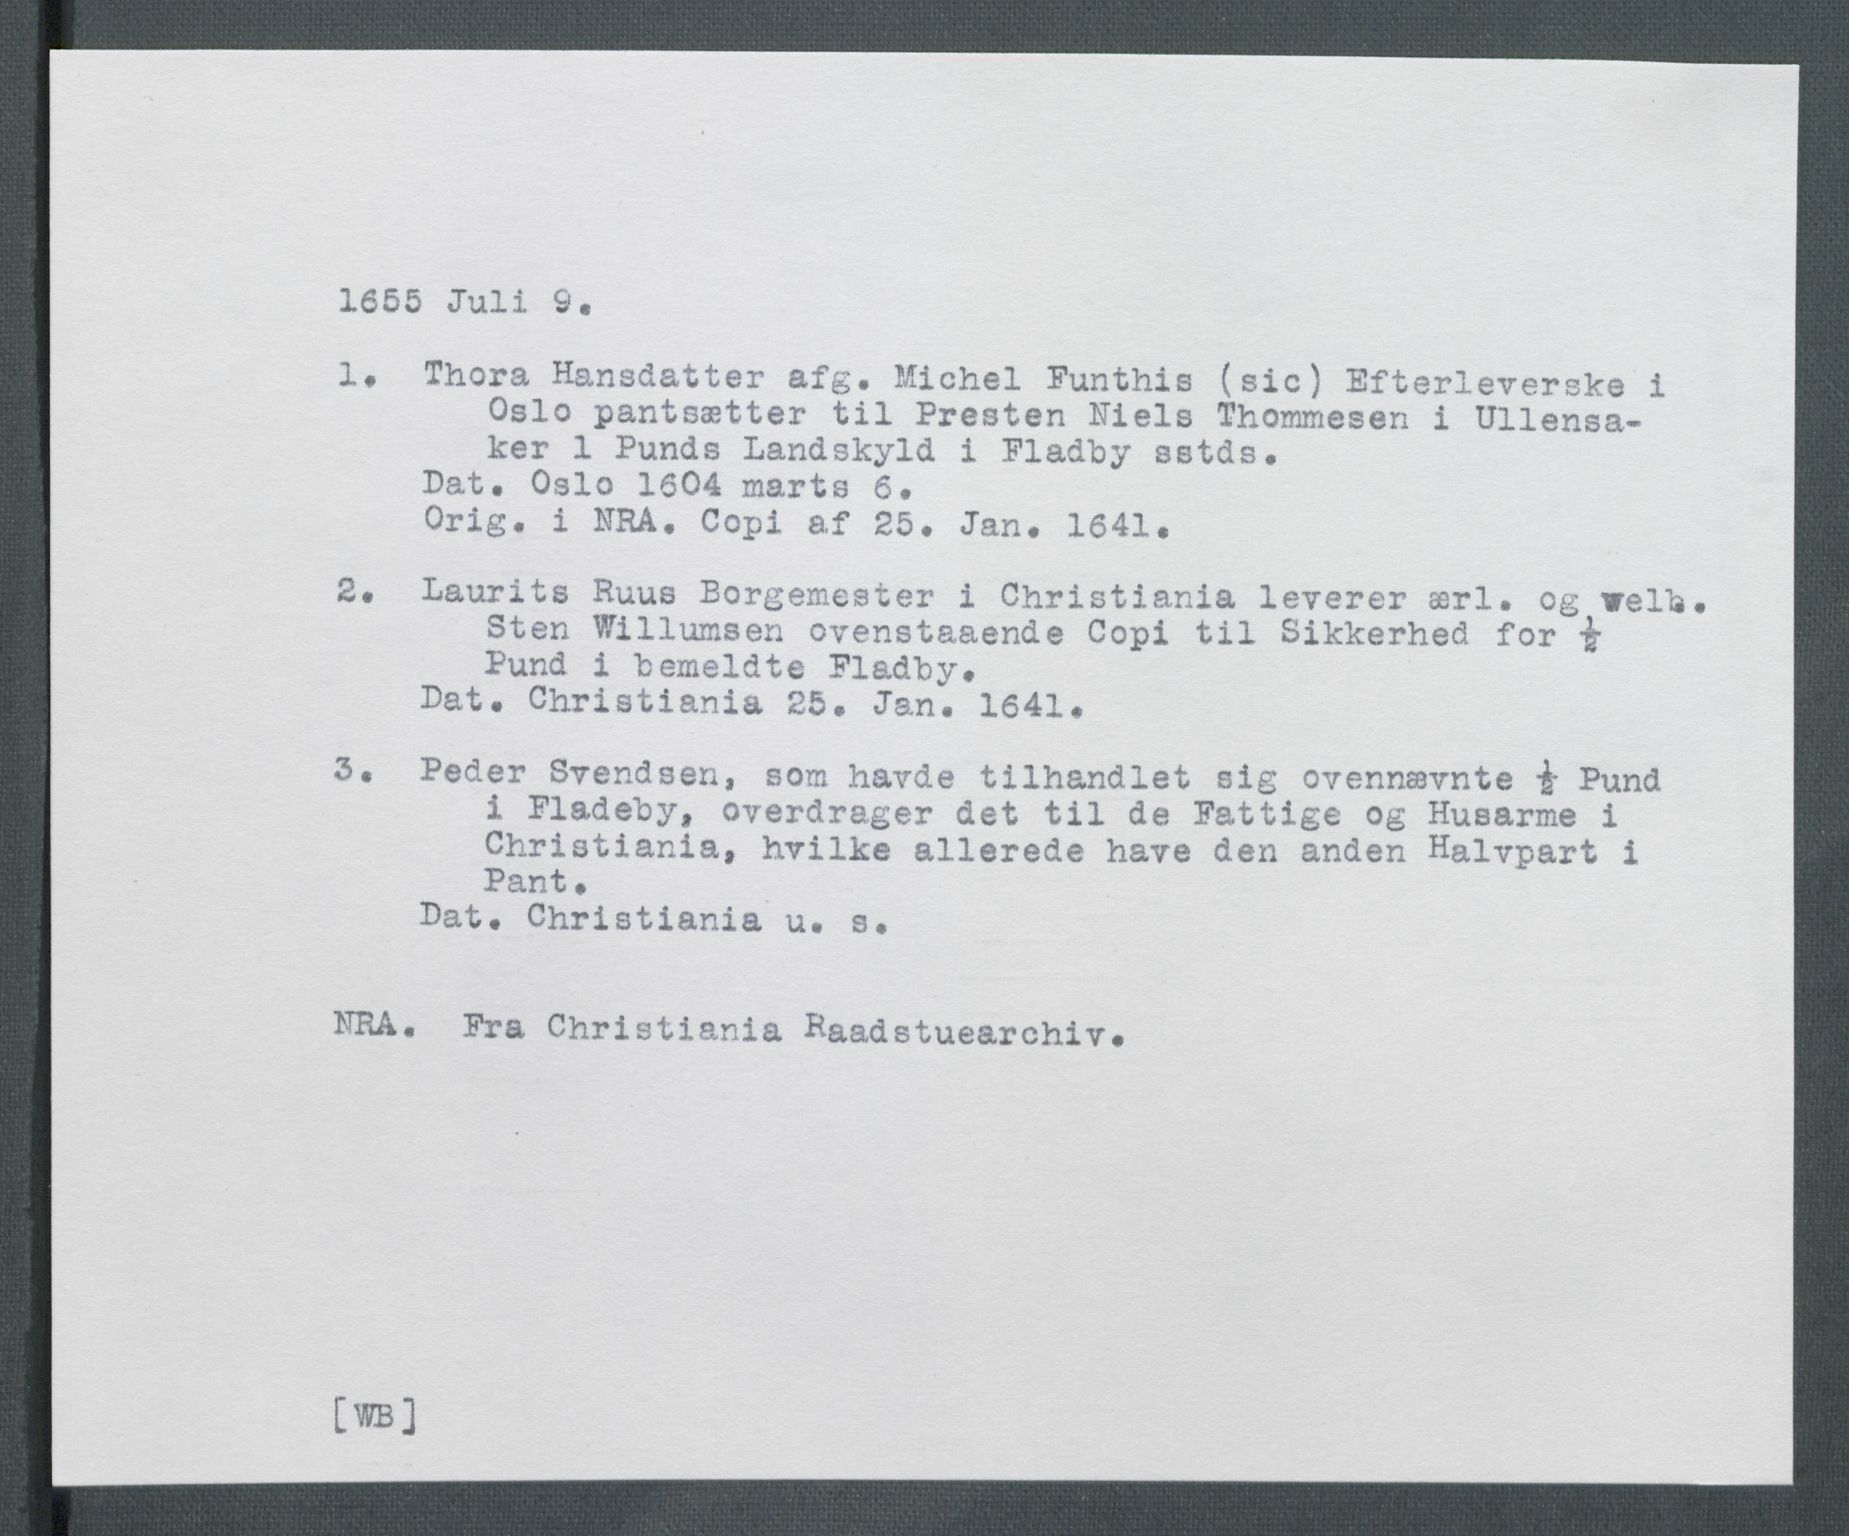 1655 Juli 9.
1. Thora Hansdatter afg. Michel Funthis (sic) Efterleverske i
Oslo pantsætter til Presten Niels Thommesen i Ullensa-
ker 1 Punds Landskyld i Fladby sstds.
Dat. Oslo 1604 marts 6.
Orig. i NRA. Copi af 25. Jan. 1641.
2. Laurits Ruus Borgemester i Christiania leverer ærl. og welb.
Sten Willumsen ovenstaaende Copi til Sikkerhed for ½
Pund i bemeldte Fladby.
Dat. Christiania 25. Jan. 1641.
3. Peder Svendsen, som havde tilhandlet sig ovennævnte ½ Pund
i Fladeby, overdrager det til de Fattige og Husarme i
Christiania, hvilke allerede have den anden Halvpart i
Pant.
Dat. Christiania u. s.
NRA. Fra Christiania Raadstuearchiv.
[WB]